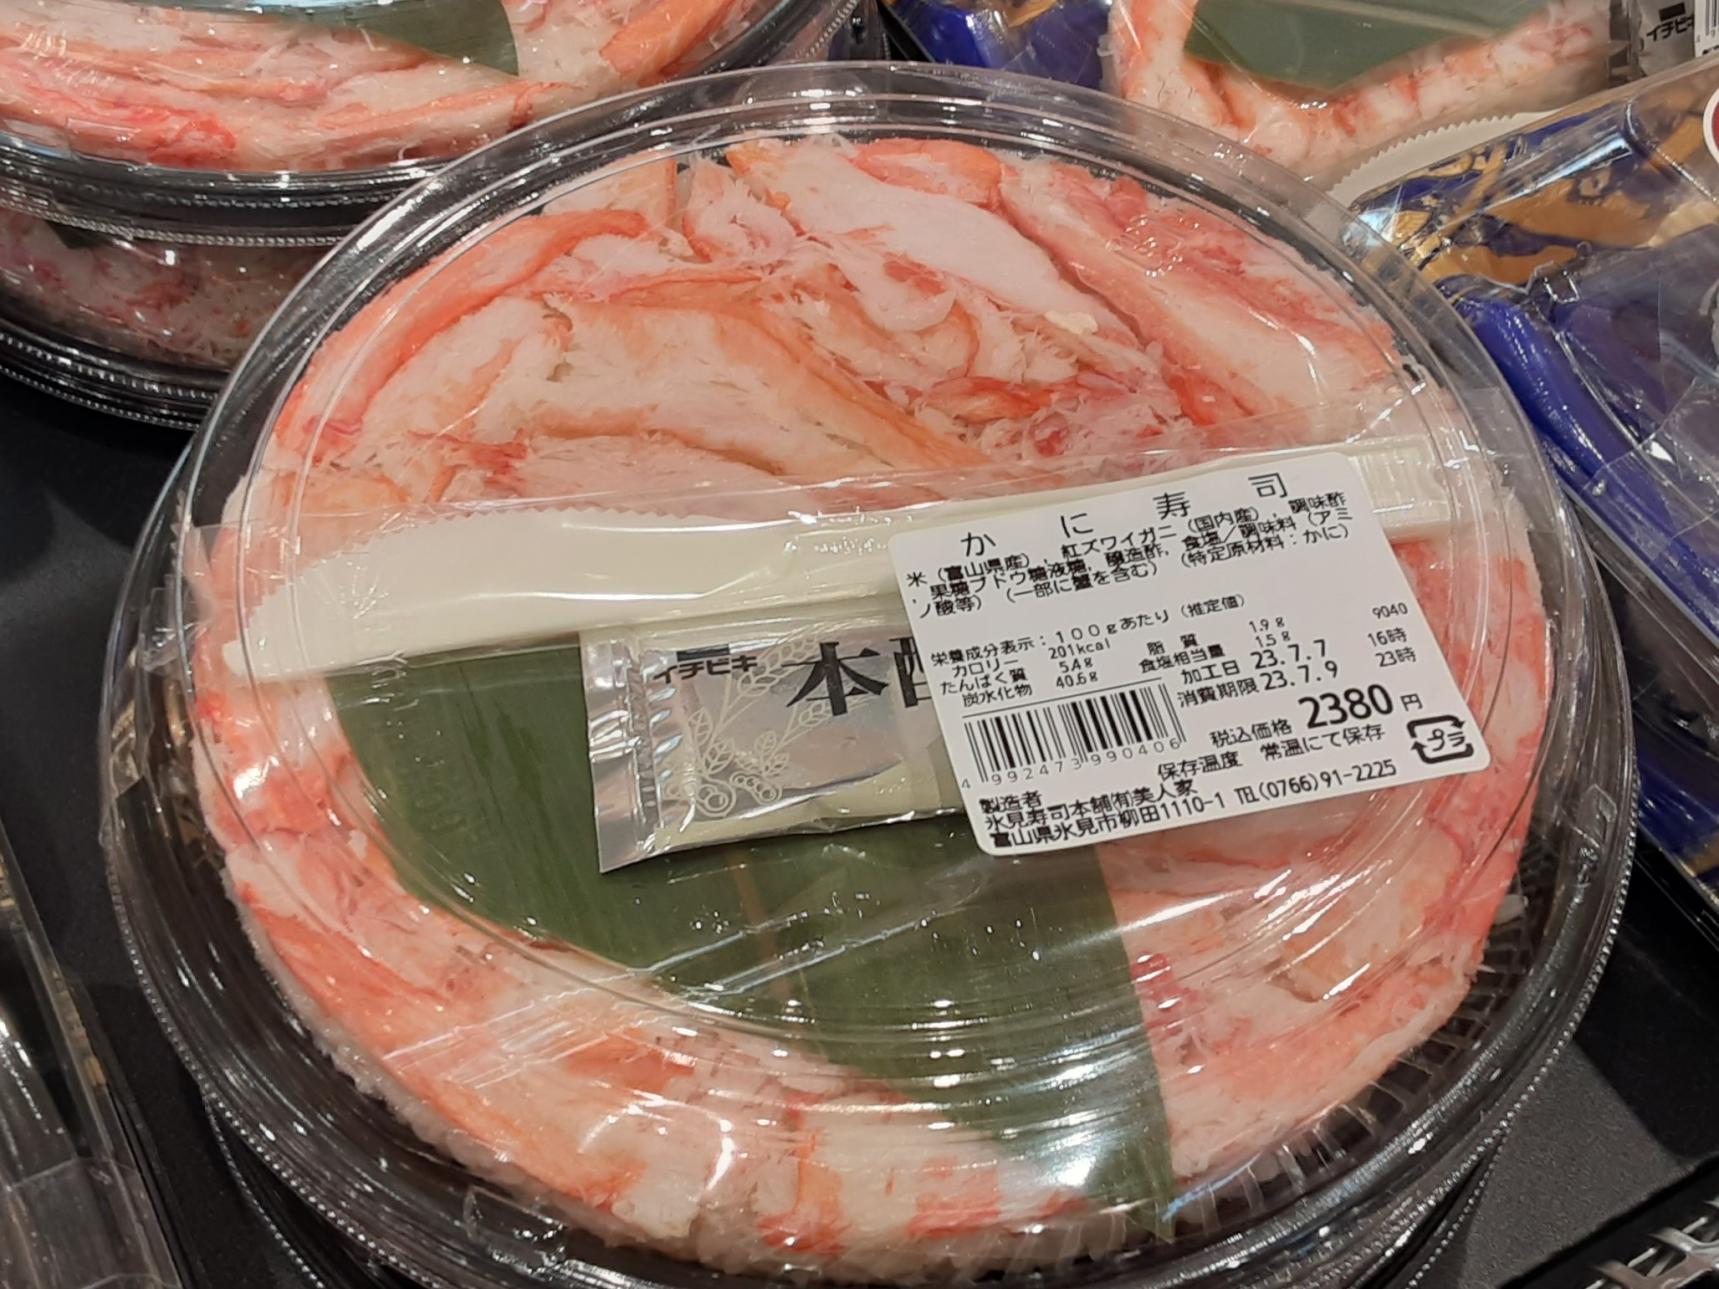 イチビキ
か に 寿 司
米（富山県産）、紅ズワイガニ（国内産）、調味酢
果糖ブドウ糖液糖、醸造酢、食塩／調味料（アミ
ノ酸等）（一部に蟹を含む）（特定原材料：かに）
栄養成分表示：１００ｇあたり（推定値）
カロリー 201kcal 脂 質 1.9ｇ
たんぱく質 5.4ｇ 食塩相当量 1.5ｇ
炭水化物 40.6ｇ
9040
加工日 23.7.7 16時
消費期限 23.7.9 23時
税込価格 2380 円
4 992473 990406
保存温度 常温にて保存
プラ
製造者
氷見寿司本舗㈲美人家
富山県氷見市柳田1110-1 TEL(0766)91-2225
イチビキ
本